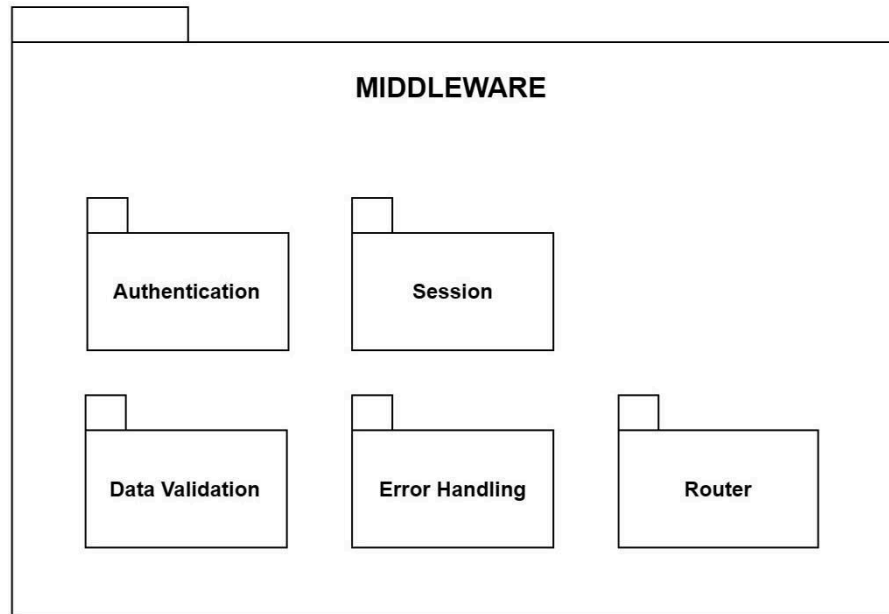 MIDDLEWARE
Authentication
Session
Data Validation
Error Handling
Router